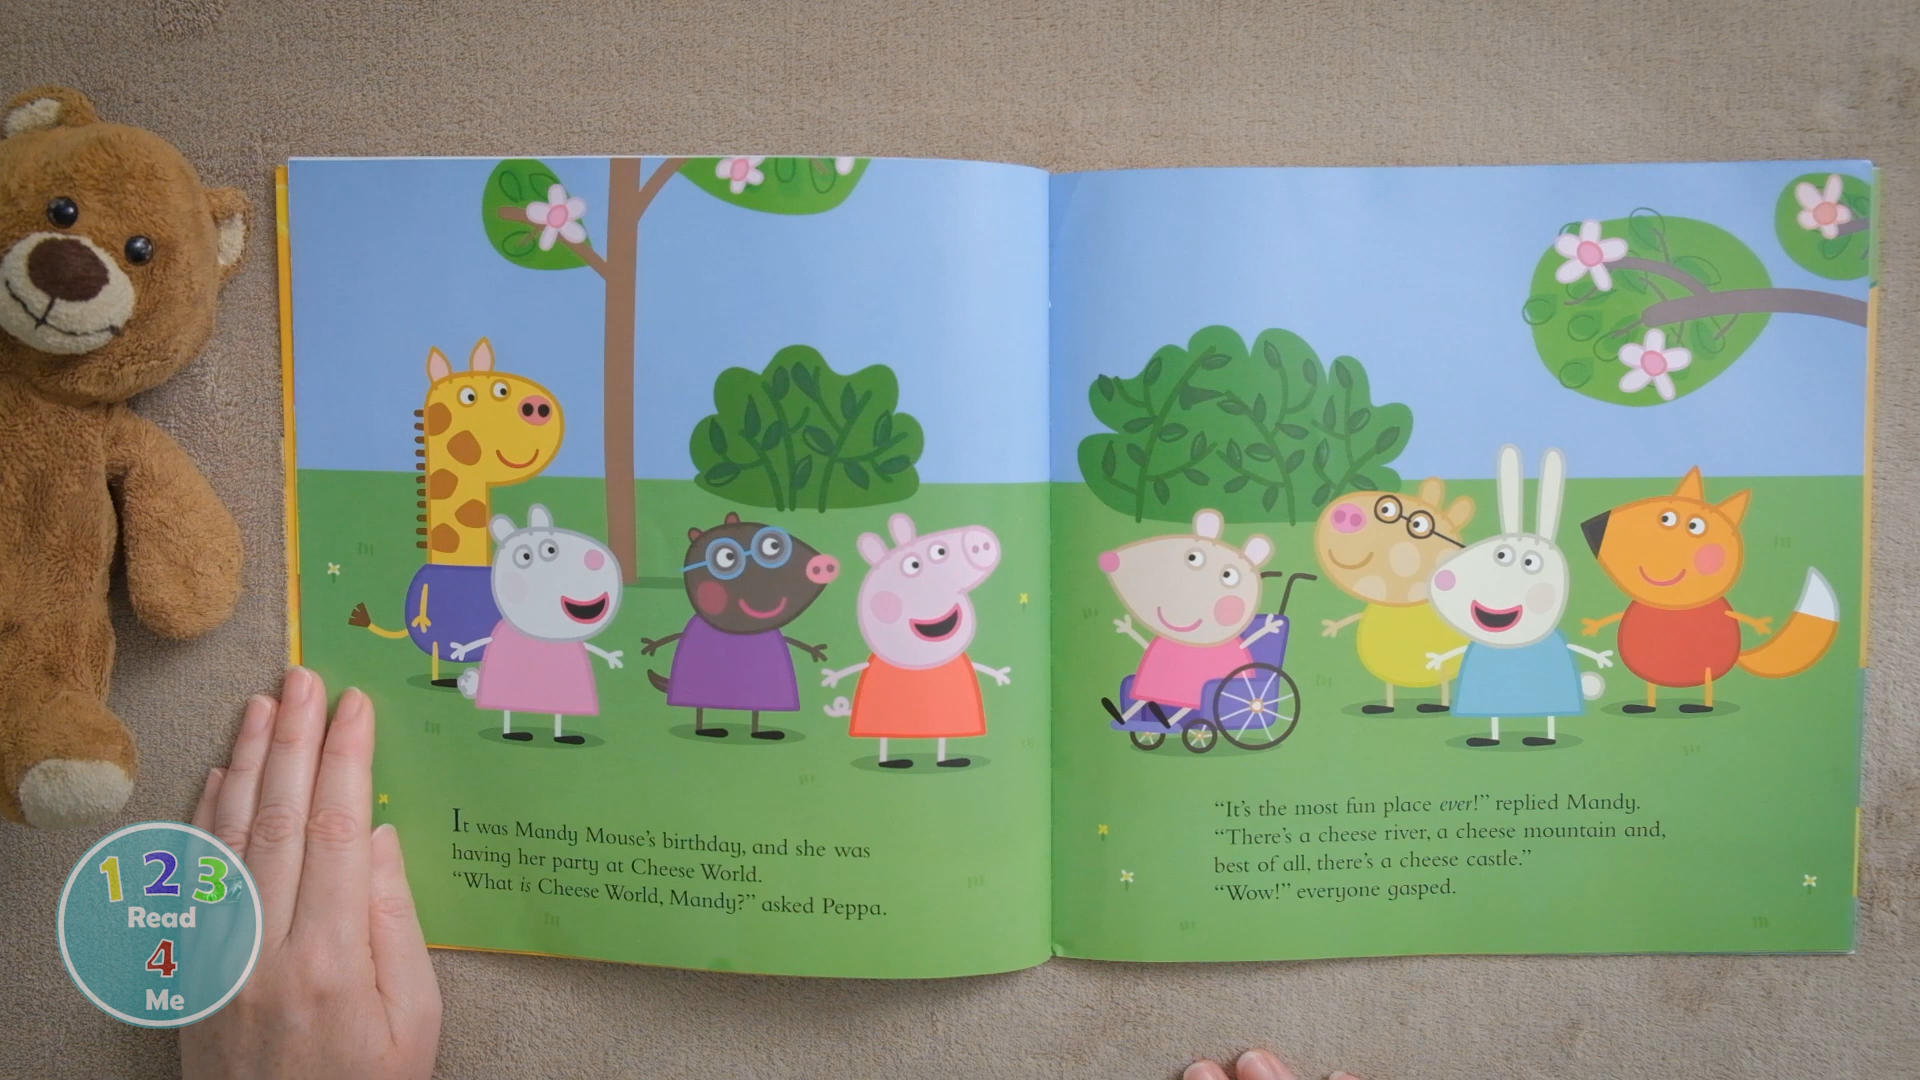 It was Mandy Mouse's birthday, and she was
having her party at Cheese World.
“What is Cheese World, Mandy?” asked Peppa.
“It's the most fun place ever!” replied Mandy.
“There's a cheese river, a cheese mountain and,
best of all, there's a cheese castle.”
“Wow!” everyone gasped.
1 2 3
Read
4
Me